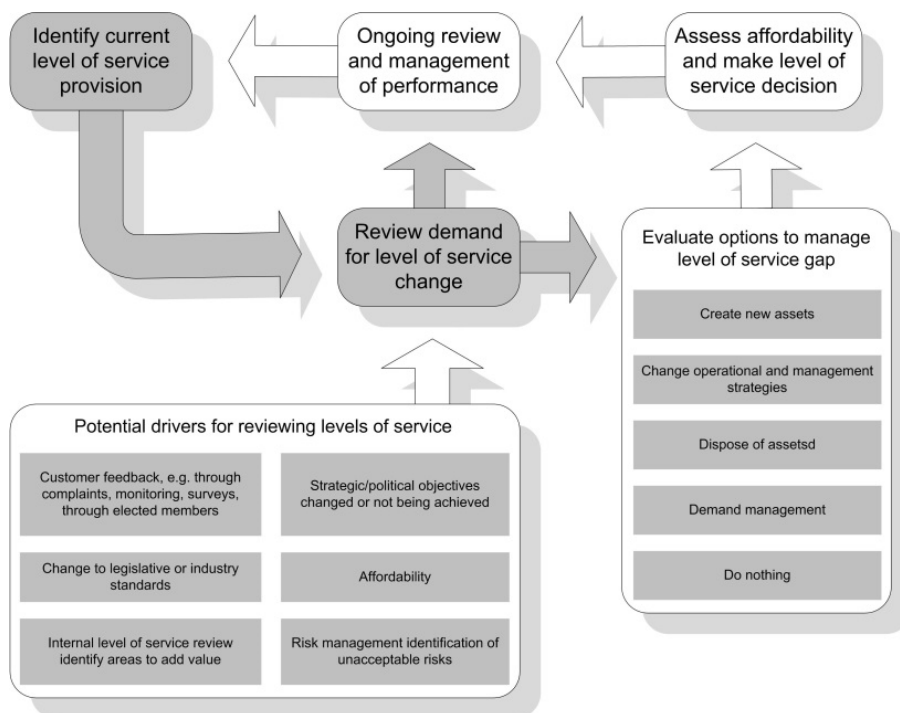 Identify current
level of service
provision
Ongoing review
and management
of performance
Assess affordability
and make level of
service decision
Review demand
for level of service
change
Evaluate options to manage
level of service gap
Create new assets
Change operational and management
strategies
Dispose of assetsd
Demand management
Do nothing
Potential drivers for reviewing levels of service
Customer feedback, e.g. through
complaints, monitoring, surveys,
through elected members
Strategic/political objectives
changed or not being achieved
Change to legislative or industry
standards
Affordability
Internal level of service review
identify areas to add value
Risk management identification of
unacceptable risks